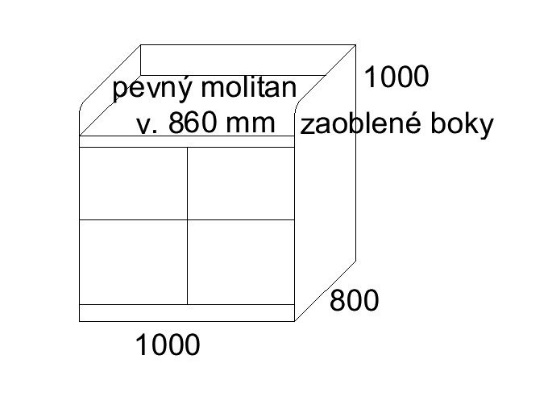 pevný molitan
v. 860 mm
1000
zaoblené boky
800
1000